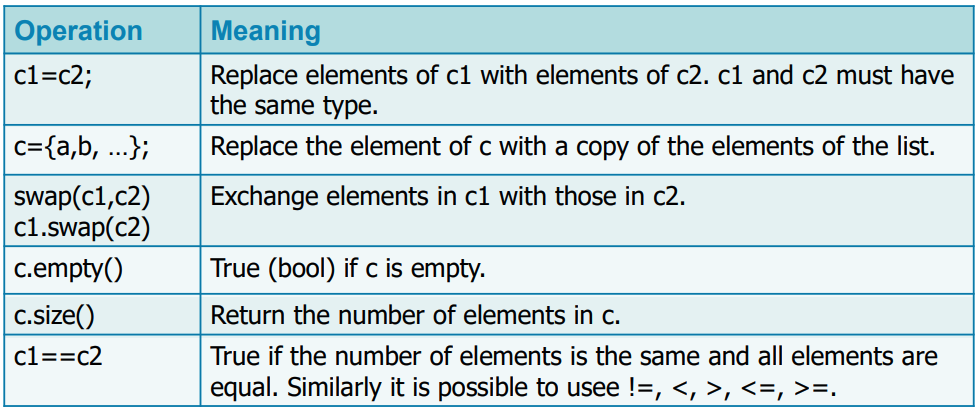 Operation Meaning
c1=c2; Replace elements of c1 with elements of c2. c1 and c2 must have
the same type.
c={a,b, …}; Replace the element of c with a copy of the elements of the list.
swap(c1,c2) Exchange elements in c1 with those in c2.
c1.swap(c2)
c.empty() True (bool) if c is empty.
c.size() Return the number of elements in c.
c1==c2 True if the number of elements is the same and all elements are
equal. Similarly it is possible to usee !=, <, >, <=, >=.